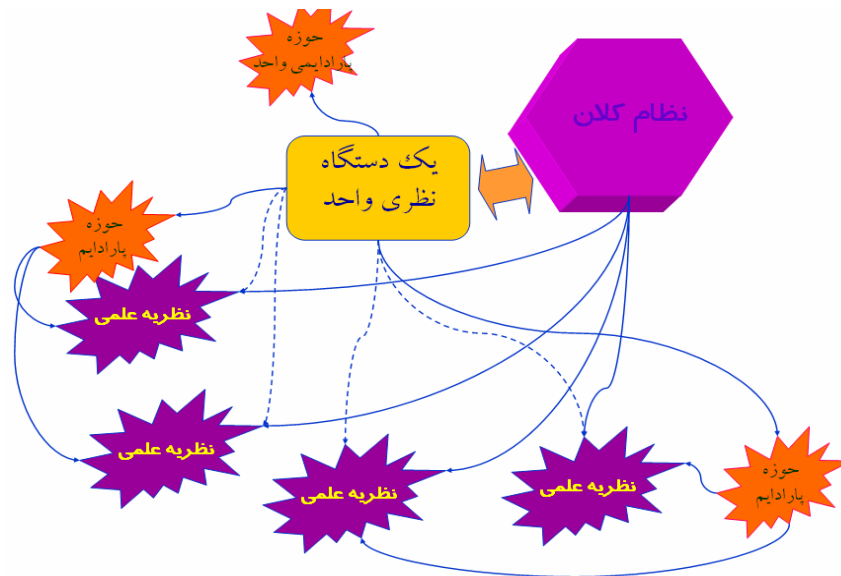 حوزه
پارادایمی واحد
نظام کلان
یک دستگاه
نظری واحد
حوزه
پارادایم
نظریه علمی
نظریه علمی
نظریه علمی
نظریه علمی
حوزه
پارادایم